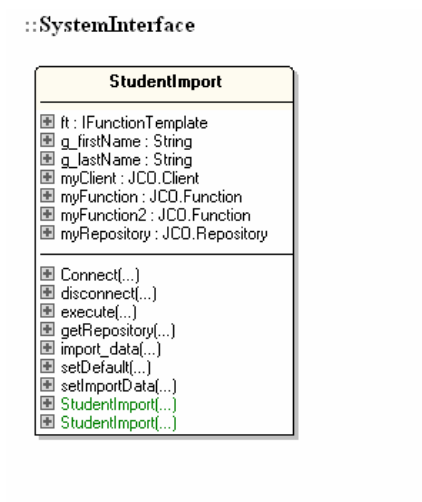 ::SystemInterface
StudentImport
ft : IFunctionTemplate
g_firstName : String
g_lastName : String
myClient : JCO.Client
myFunction : JCO.Function
myFunction2 : JCO.Function
myRepository : JCO.Repository
Connect(...)
disconnect(...)
execute(...)
getRepository(...)
import_data(...)
setDefault(...)
setImportData(...)
StudentImport(...)
StudentImport(...)